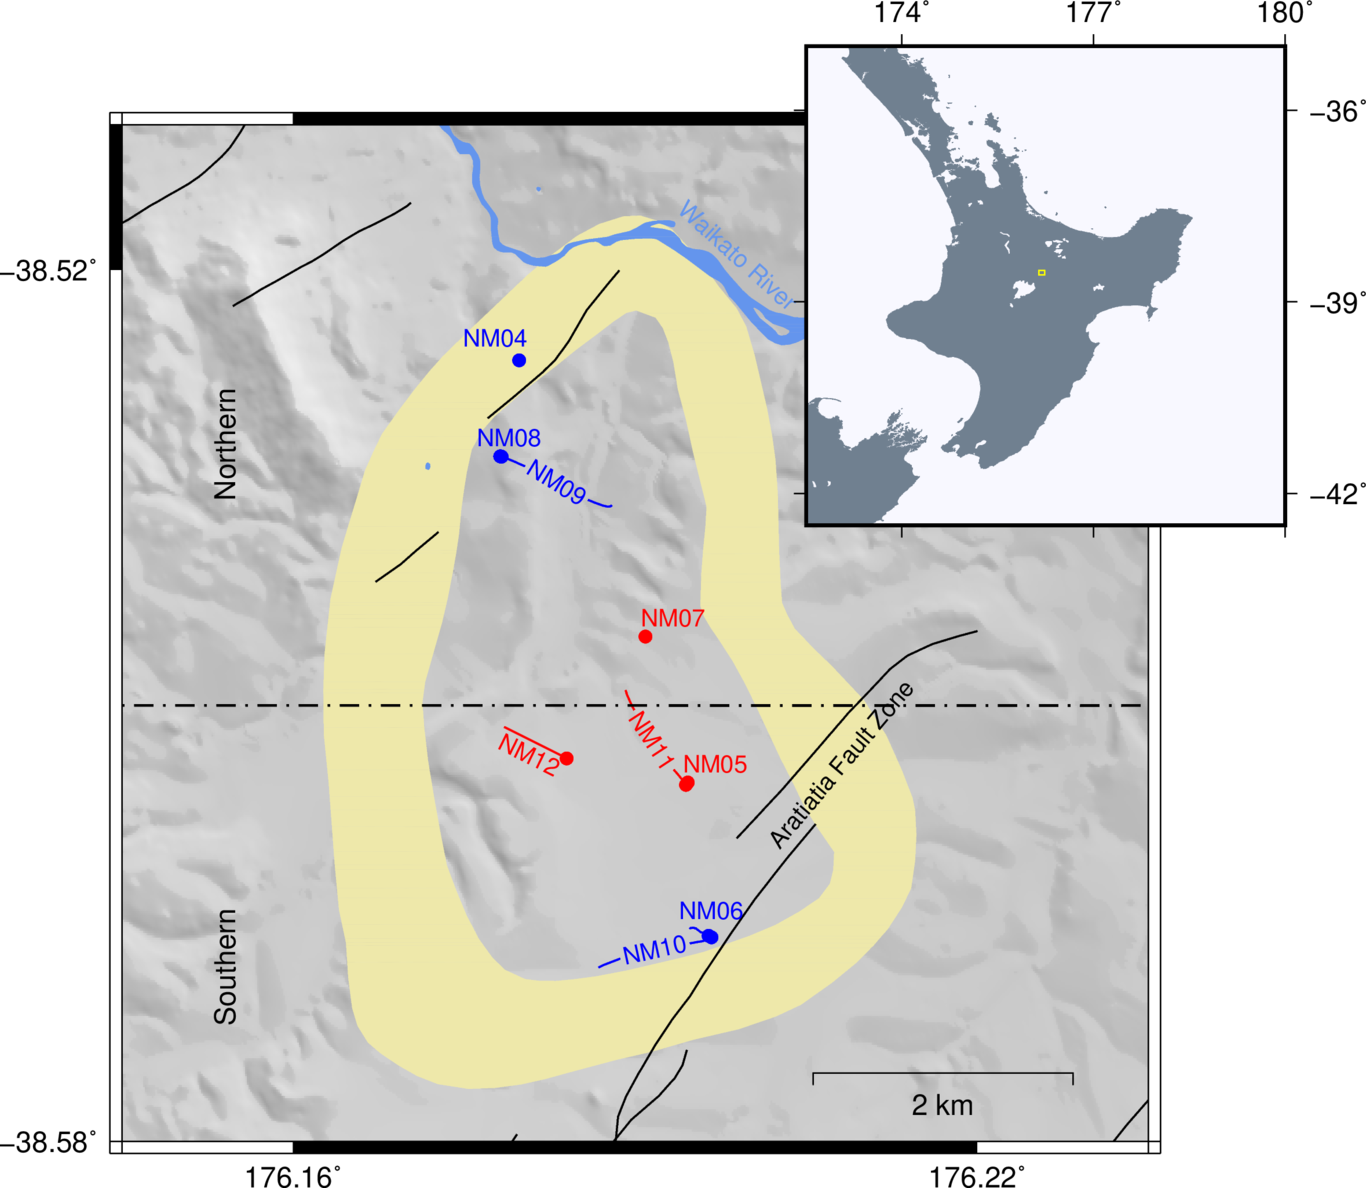 174°
177°
180°
−36°
−39°
−42°
−38.52°
−38.58°
176.16°
176.22°
Waikato River
Northern
Southern
NM04
NM08
NM09
NM07
NM11
NM05
NM12
Aratiatia Fault Zone
NM06
NM10
2 km